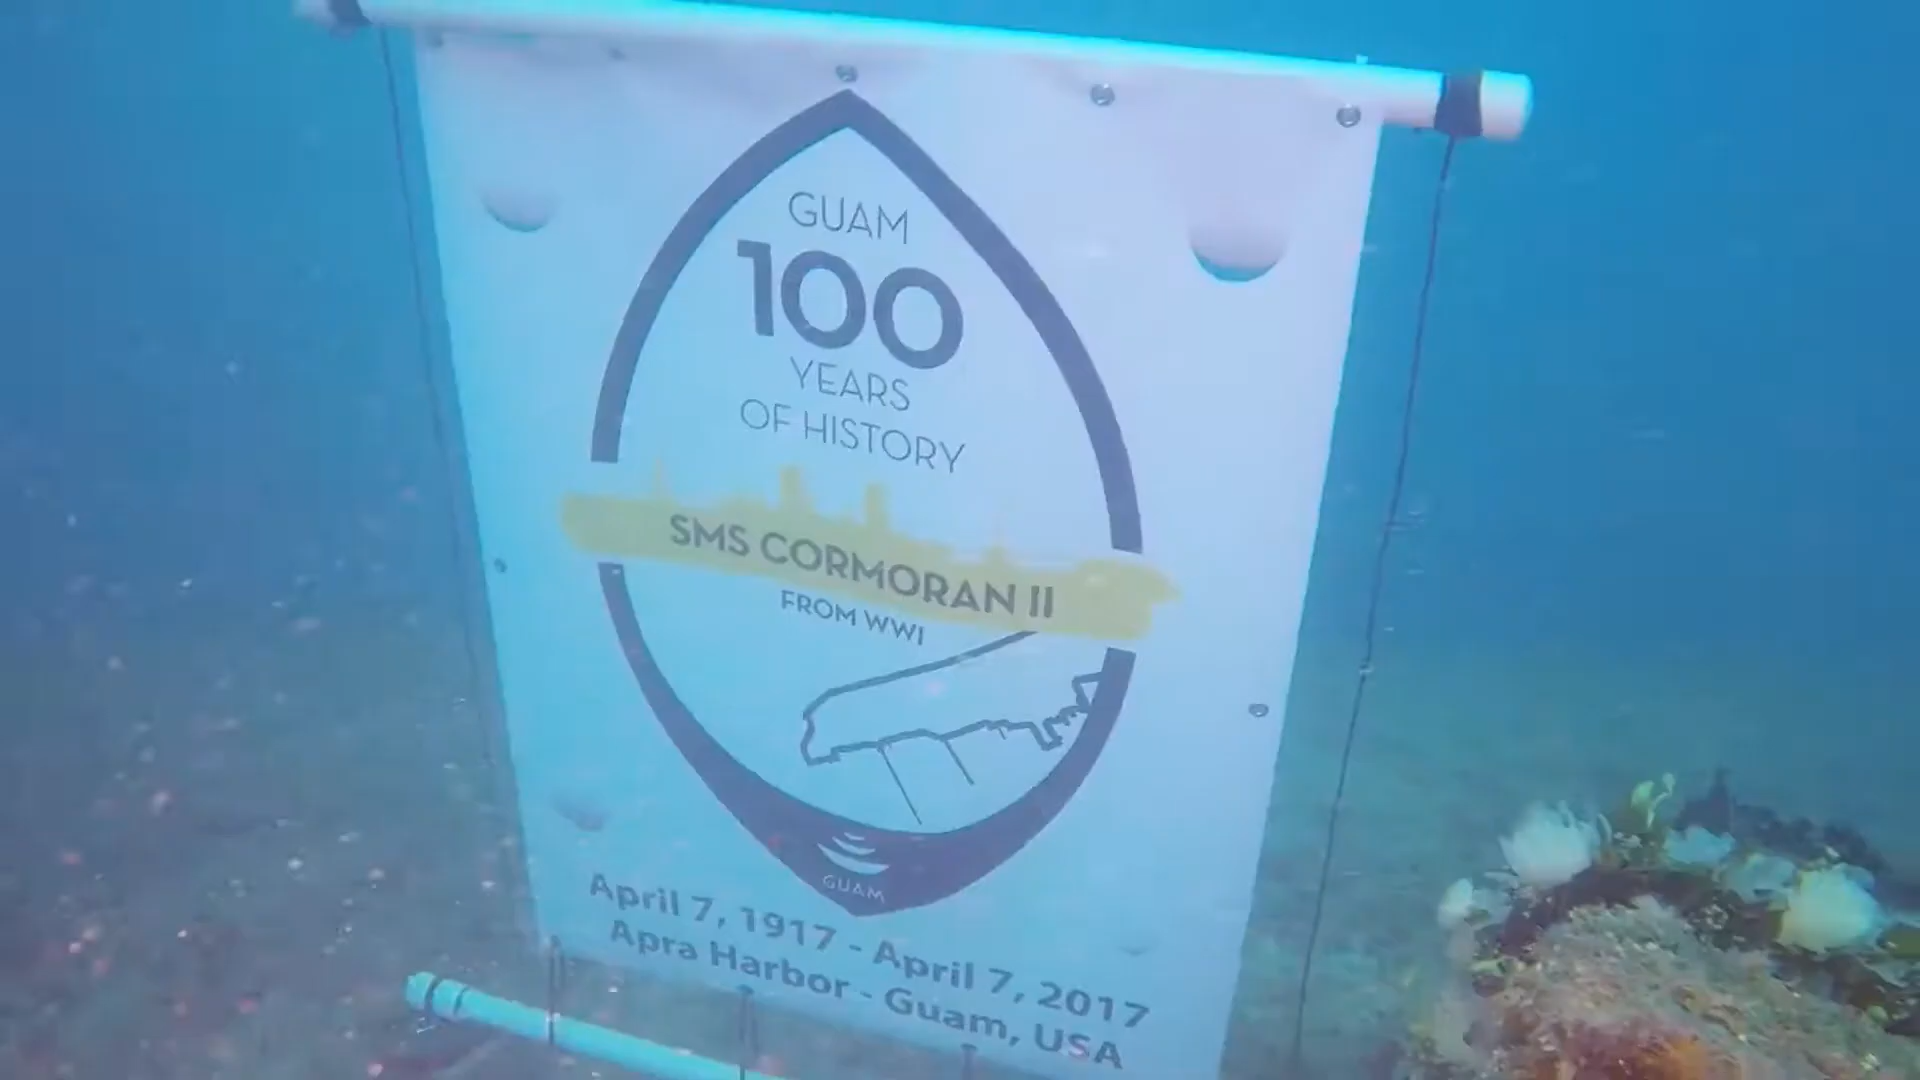 GUAM
100
YEARS
OF HISTORY
SMS CORMORAN II
FROM WWI
GUAM
April 7, 1917 - April 7, 2017
Apra Harbor - Guam, USA